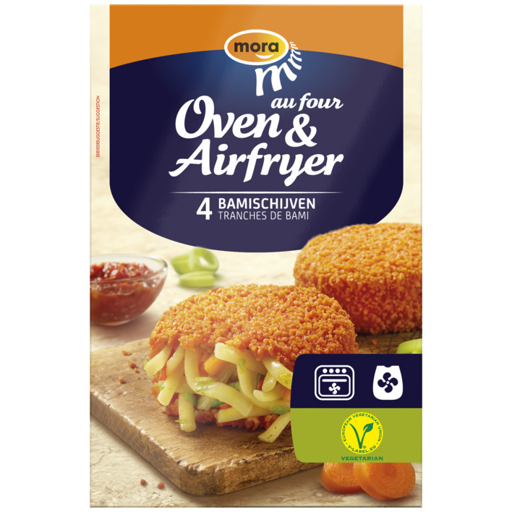 mora
au four
Oven &
Airfryer
4 BAMISCHIJVEN
TRANCHES DE BAMI
VEGETARIAN